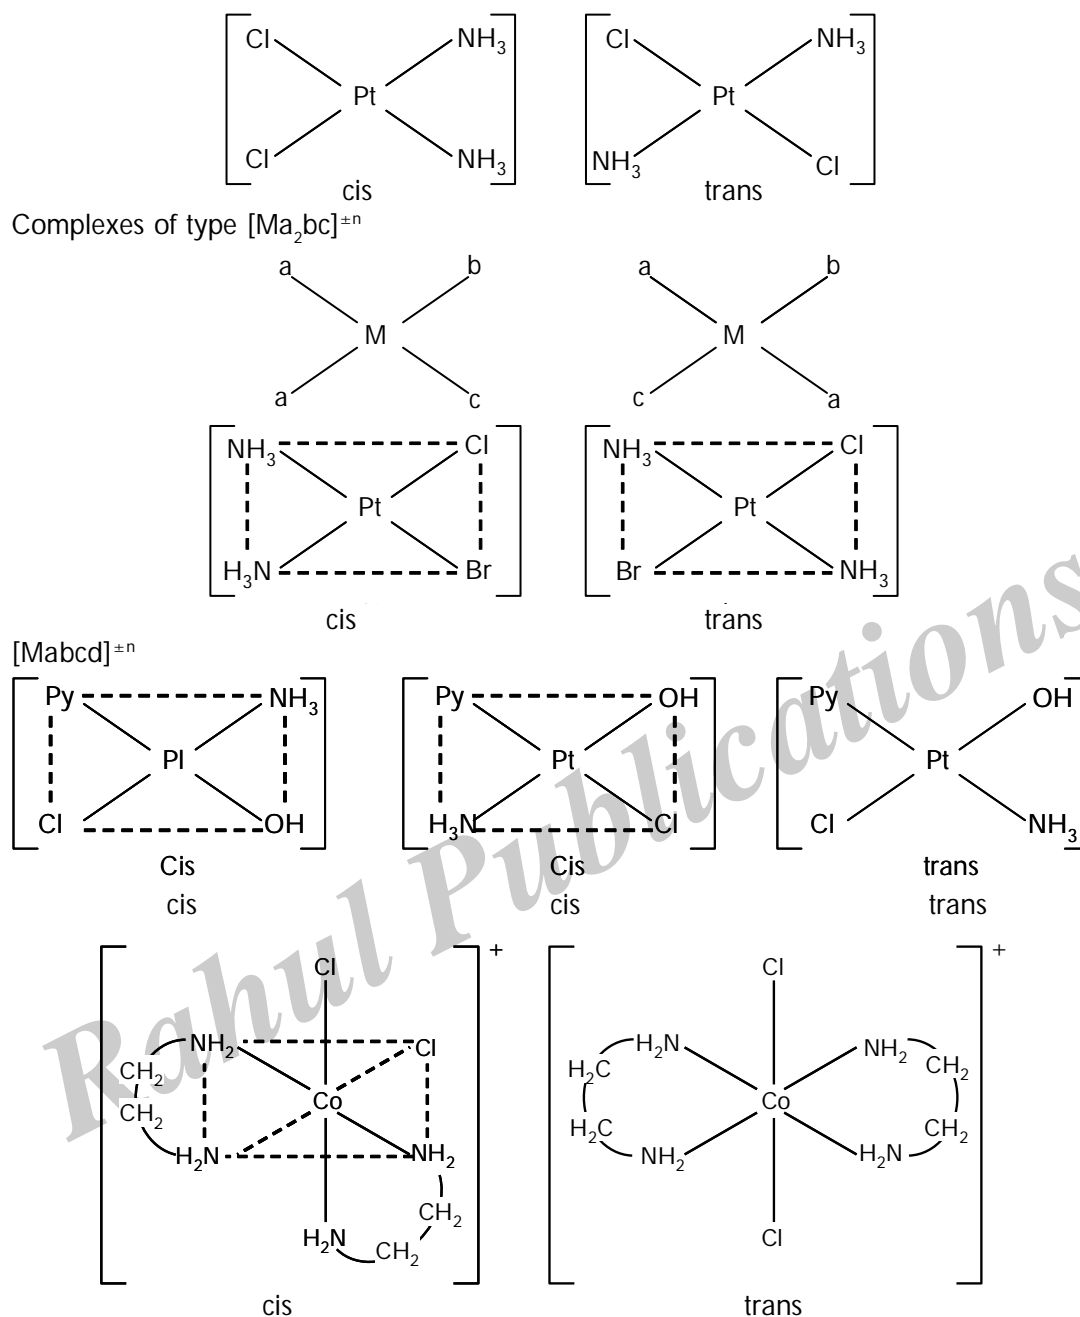 Cl NH3 Cl NH3
Pt Pt
Cl NH3 NH3 Cl
cis trans
Complexes of type [Ma2bc]±n
a b a b
M M
a c c a
NH3 Cl NH3 Cl
Pt Pt
H3N Br Br NH3
cis trans
[Mabcd]±n
Py NH3 Py OH Py OH
Pl Pt Pt
Cl OH H3N Cl Cl NH3
Cis Cis trans
cis cis trans
+ +
Cl Cl
NH2 Cl H2N NH2
CH2 H2C CH2
Co Co
CH2 H2C CH2
H2N NH2 NH2 H2N
CH2
H2N CH2 Cl
cis trans
Rahul Publications